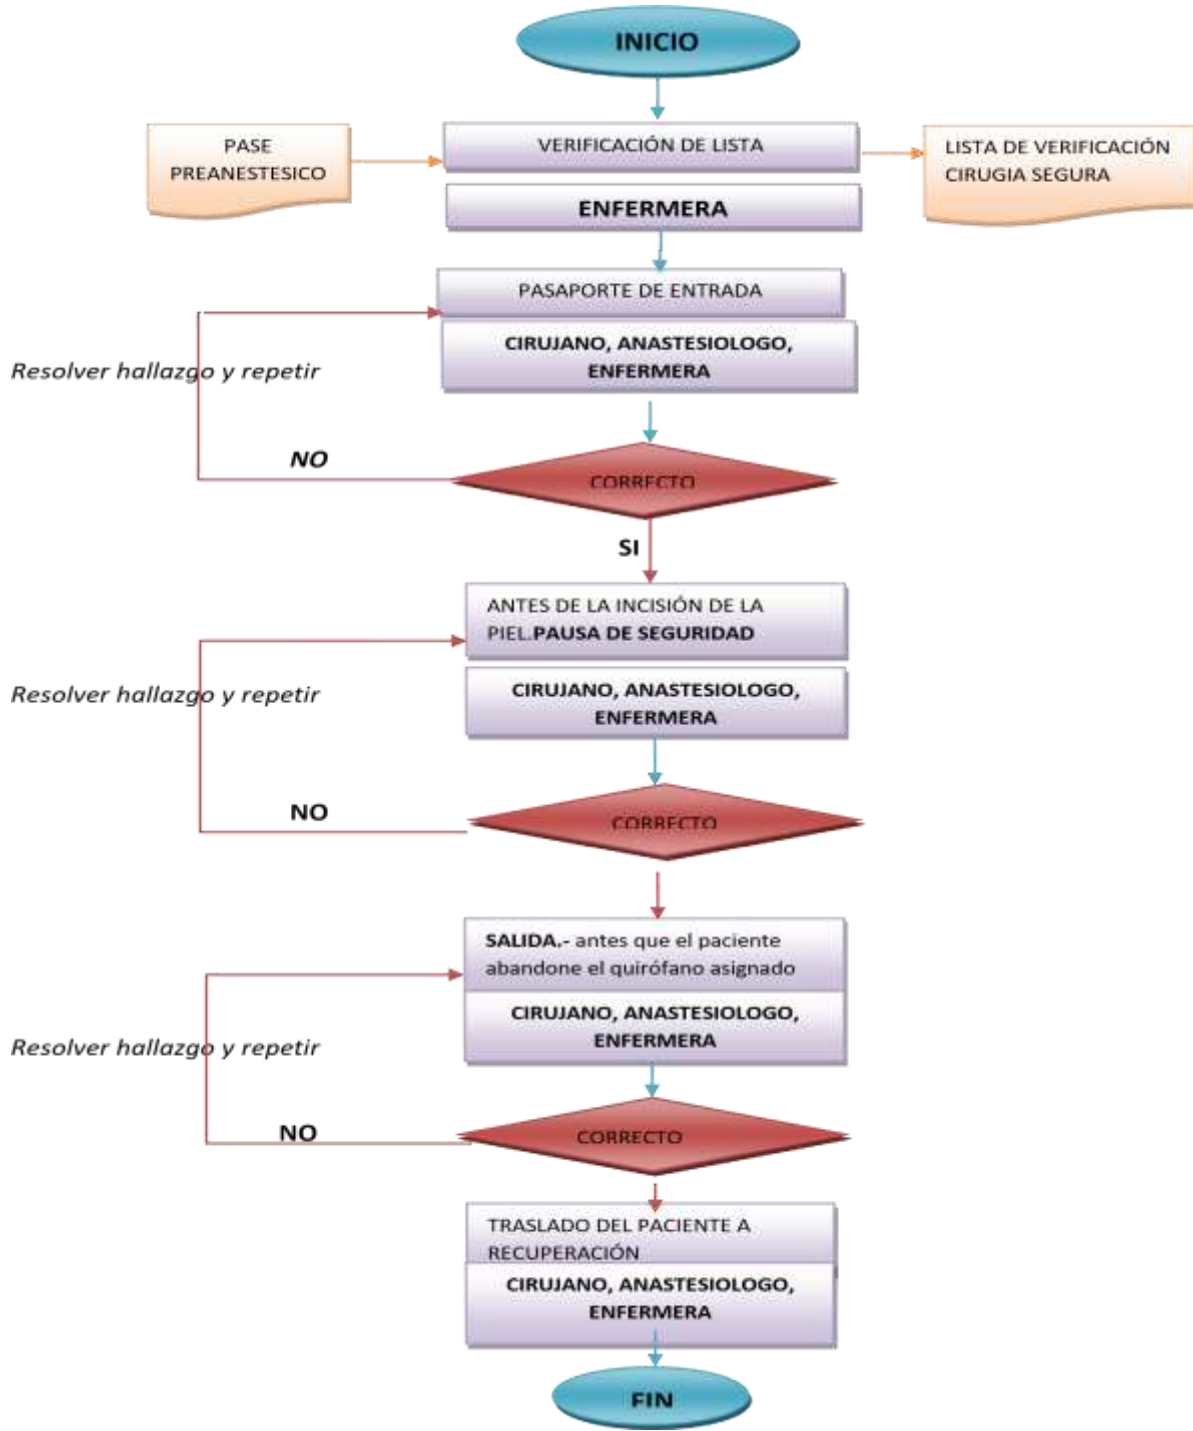 INICIO
PASE
PREANESTESICO
VERIFICACIÓN DE LISTA
LISTA DE VERIFICACIÓN
CIRUGIA SEGURA
ENFERMERA
PASAPORTE DE ENTRADA
CIRUJANO, ANASTESIOLOGO,
ENFERMERA
Resolver hallazgo y repetir
NO
CORRECTO
SI
ANTES DE LA INCISIÓN DE LA
PIEL.PAUSA DE SEGURIDAD
Resolver hallazgo y repetir
CIRUJANO, ANASTESIOLOGO,
ENFERMERA
NO
CORRECTO
SALIDA.- antes que el paciente
abandone el quirófano asignado
CIRUJANO, ANASTESIOLOGO,
ENFERMERA
Resolver hallazgo y repetir
NO
CORRECTO
TRASLADO DEL PACIENTE A
RECUPERACIÓN
CIRUJANO, ANASTESIOLOGO,
ENFERMERA
FIN